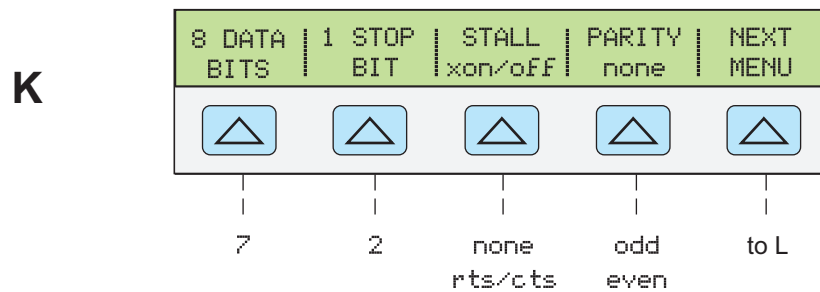 K
8 DATA 1 STOP STALL PARITY NEXT
BITS BIT xon/off none MENU
7 2 none odd to L
rts/cts even